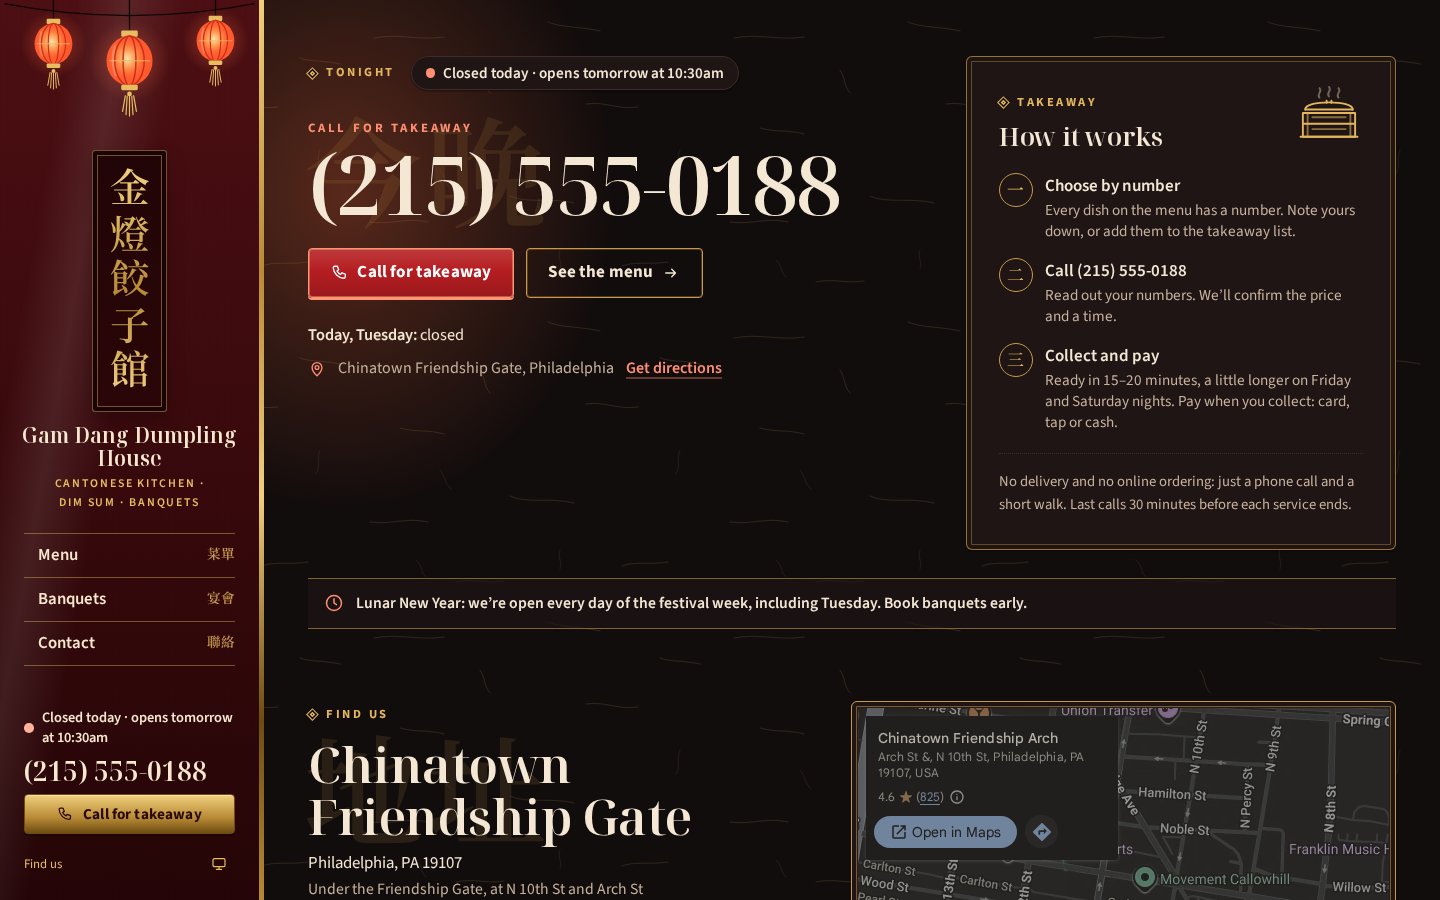 金
燈
餃
子
館
Gam Dang Dumpling
House
CANTONESE KITCHEN ·
DIM SUM · BANQUETS
Menu 菜單
Banquets 宴會
Contact 聯絡
Closed today · opens tomorrow
at 10:30am
(215) 555-0188
Call for takeaway
Find us
TONIGHT
Closed today · opens tomorrow at 10:30am
今晚
CALL FOR TAKEAWAY
(215) 555-0188
Call for takeaway
See the menu →
Today, Tuesday: closed
Chinatown Friendship Gate, Philadelphia Get directions
TAKEAWAY
How it works
一 Choose by number
Every dish on the menu has a number. Note yours
down, or add them to the takeaway list.
二 Call (215) 555-0188
Read out your numbers. We’ll confirm the price
and a time.
三 Collect and pay
Ready in 15–20 minutes, a little longer on Friday
and Saturday nights. Pay when you collect: card,
tap or cash.
No delivery and no online ordering: just a phone call and a
short walk. Last calls 30 minutes before each service ends.
Lunar New Year: we’re open every day of the festival week, including Tuesday. Book banquets early.
FIND US
地址
Chinatown
Friendship Gate
Philadelphia, PA 19107
Under the Friendship Gate, at N 10th St and Arch St
Union Transfer
Spring
Chinatown Friendship Arch
Arch St &, N 10th St, Philadelphia, PA
19107, USA
4.6 ★ (825)
Open in Maps
N 10th St
N 9th St
N Percy St
N 8th St
Ave
Hamilton St
Noble St
rts
Franklin Music H
Movement Callowhill
Willow St
Carlton St
Carlton St
Wood St
13th St